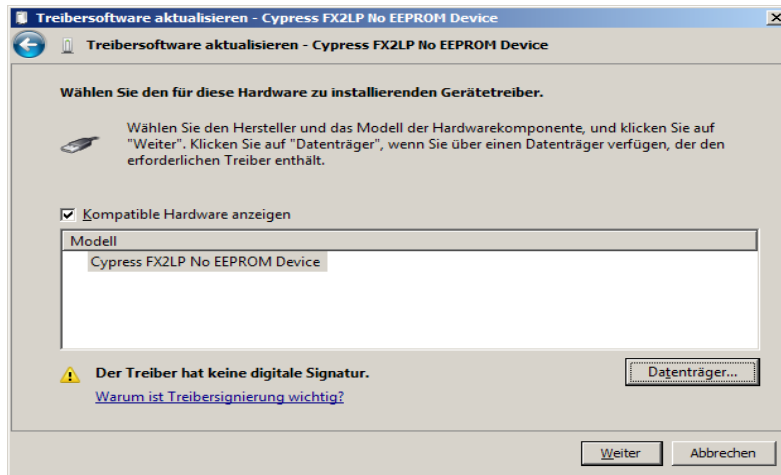 Treibersoftware aktualisieren - Cypress FX2LP No EEPROM Device
Treibersoftware aktualisieren - Cypress FX2LP No EEPROM Device
Wählen Sie den für diese Hardware zu installierenden Gerätetreiber.
Wählen Sie den Hersteller und das Modell der Hardwarekomponente, und klicken Sie auf
"Weiter". Klicken Sie auf "Datenträger", wenn Sie über einen Datenträger verfügen, der den
erforderlichen Treiber enthält.
Kompatible Hardware anzeigen
Modell
Cypress FX2LP No EEPROM Device
Der Treiber hat keine digitale Signatur.
Datenträger...
Warum ist Treibersignierung wichtig?
Weiter
Abbrechen